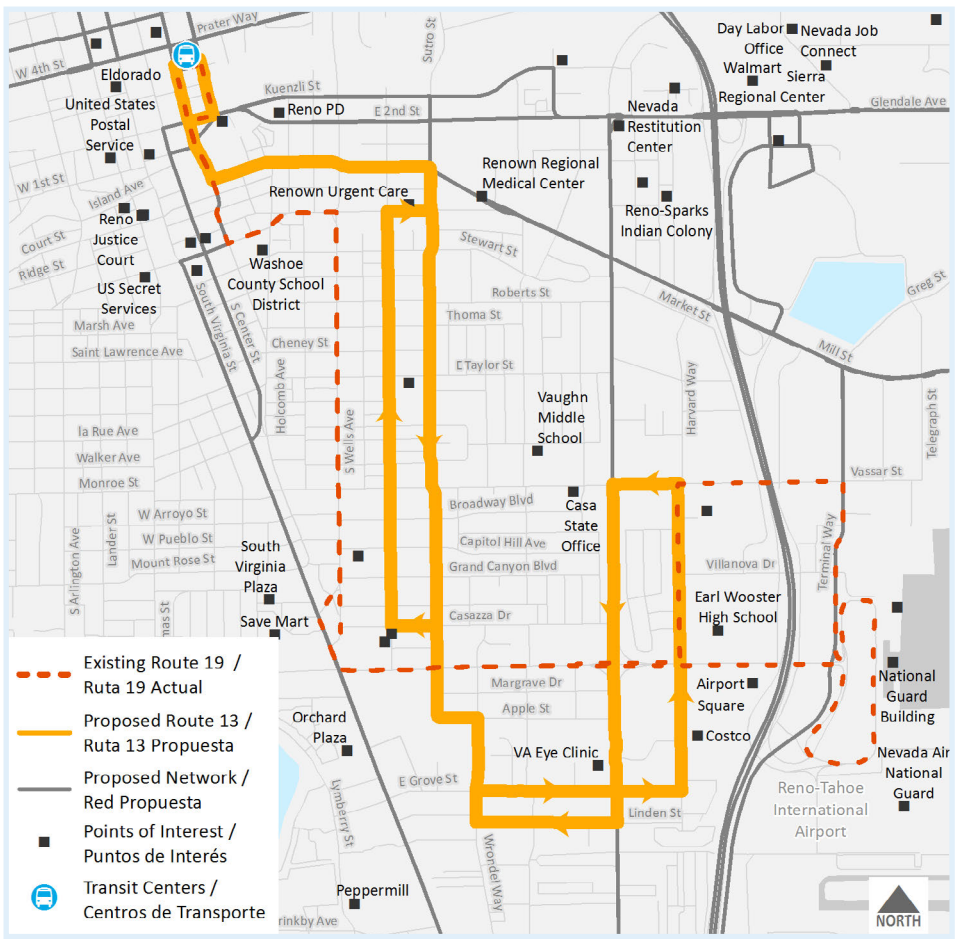 Prater Way
Sutro St
W 4th St
Eldorado
Kuenzli St
United States
Postal
Service
Reno PD
E 2nd St
Day Labor
Office
Nevada Job
Connect
Walmart
Sierra
Regional Center
Glendale Ave
Nevada
Restitution
Center
W 1st St
Island Ave
Renown Urgent Care
Renown Regional
Medical Center
Reno-Sparks
Indian Colony
Reno
Justice
Court
Court St
Ridge St
US Secret
Services
Washoe
County School
District
Stewart St
Roberts St
Market St
Greg St
Marsh Ave
Saint Lawrence Ave
South Virginia St
S Center St
Cheney St
Thoma St
E Taylor St
Mill St
Holcomb Ave
S Wells Ave
Harvard Way
Telegraph St
la Rue Ave
Walker Ave
Monroe St
Vaughn
Middle
School
Vassar St
W Arroyo St
W Pueblo St
Mount Rose St
Broadway Blvd
Capitol Hill Ave
Grand Canyon Blvd
Casa
State
Office
Villanova Dr
Terminal Way
S Arlington Ave
Lander St
South
Virginia
Plaza
Save Mart
mas St
Casazza Dr
Earl Wooster
High School
Existing Route 19 /
Ruta 19 Actual
Proposed Route 13 /
Ruta 13 Propuesta
Proposed Network /
Red Propuesta
Points of Interest /
Puntos de Interés
Transit Centers /
Centros de Transporte
Margrave Dr
Apple St
Airport
Square
Costco
National
Guard
Building
Orchard
Plaza
VA Eye Clinic
E Grove St
Linden St
Nevada Air
National
Guard
Reno-Tahoe
International
Airport
Lymberry St
Wrondel Way
Peppermill
rinkby Ave
NORTH